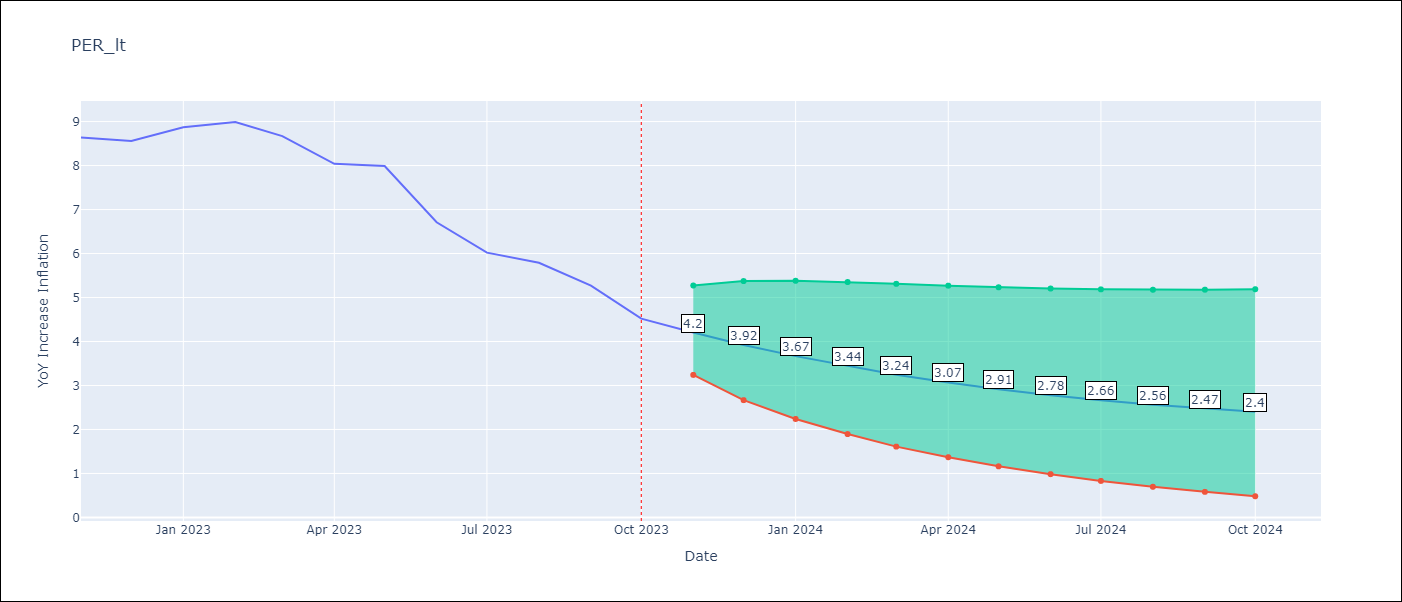 PER_lt
YoY Increase Inflation
9
8
7
6
5
4
3
2
1
0
4.2
3.92
3.67
3.44
3.24
3.07
2.91
2.78
2.66
2.56
2.47
2.4
Jan 2023
Apr 2023
Jul 2023
Oct 2023
Jan 2024
Apr 2024
Jul 2024
Oct 2024
Date